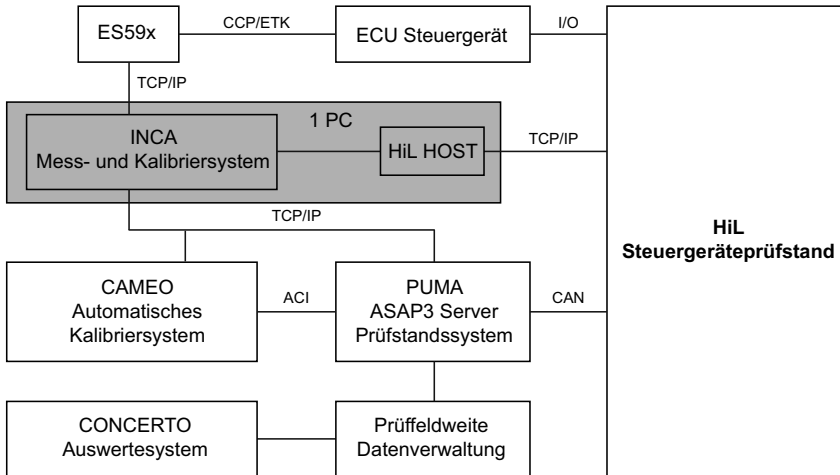 ES59x
CCP/ETK
ECU Steuergerät
I/O
TCP/IP
1 PC
INCA
Mess- und Kalibriersystem
HiL HOST
TCP/IP
TCP/IP
HiL
Steuergeräteprüfstand
CAMEO
Automatisches
Kalibriersystem
ACI
PUMA
ASAP3 Server
Prüfstandssystem
CAN
CONCERTO
Auswertesystem
Prüffeldweite
Datenverwaltung